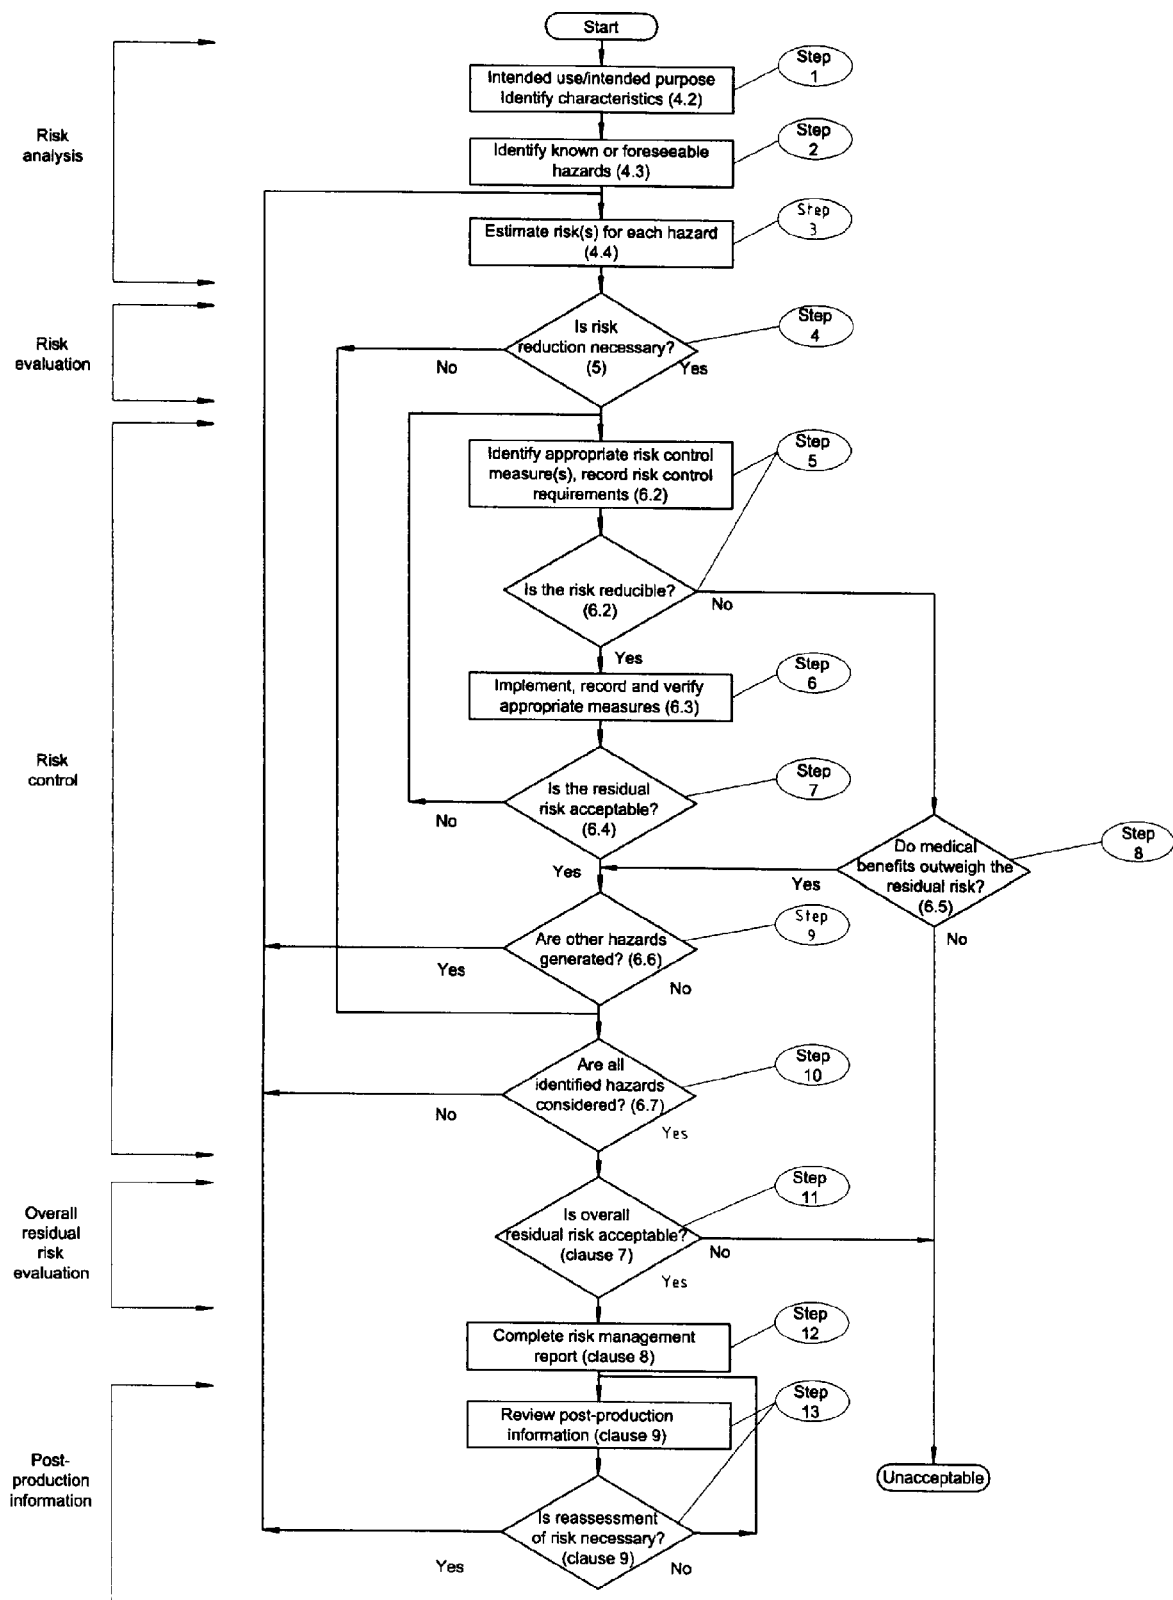 Start
Step
1
Intended use/intended purpose
Identify characteristics (4.2)
Risk
analysis
Step
2
Identify known or foreseeable
hazards (4.3)
Step
3
Estimate risk(s) for each hazard
(4.4)
Risk
evaluation
Step
4
Is risk
reduction necessary?
(5)
No
Yes
Step
5
Identify appropriate risk control
measure(s), record risk control
requirements (6.2)
Is the risk reducible?
(6.2)
No
Yes
Step
6
Implement, record and verify
appropriate measures (6.3)
Risk
control
Step
7
Is the residual
risk acceptable?
(6.4)
No
Yes
Step
8
Do medical
benefits outweigh the
residual risk?
(6.5)
Yes
No
Step
9
Are other hazards
generated? (6.6)
Yes
No
Step
10
Are all
identified hazards
considered? (6.7)
No
Yes
Overall
residual
risk
evaluation
Step
11
Is overall
residual risk acceptable?
(clause 7)
No
Yes
Step
12
Complete risk management
report (clause 8)
Step
13
Review post-production
information (clause 9)
Post-
production
information
Unacceptable
Is reassessment
of risk necessary?
(clause 9)
Yes
No